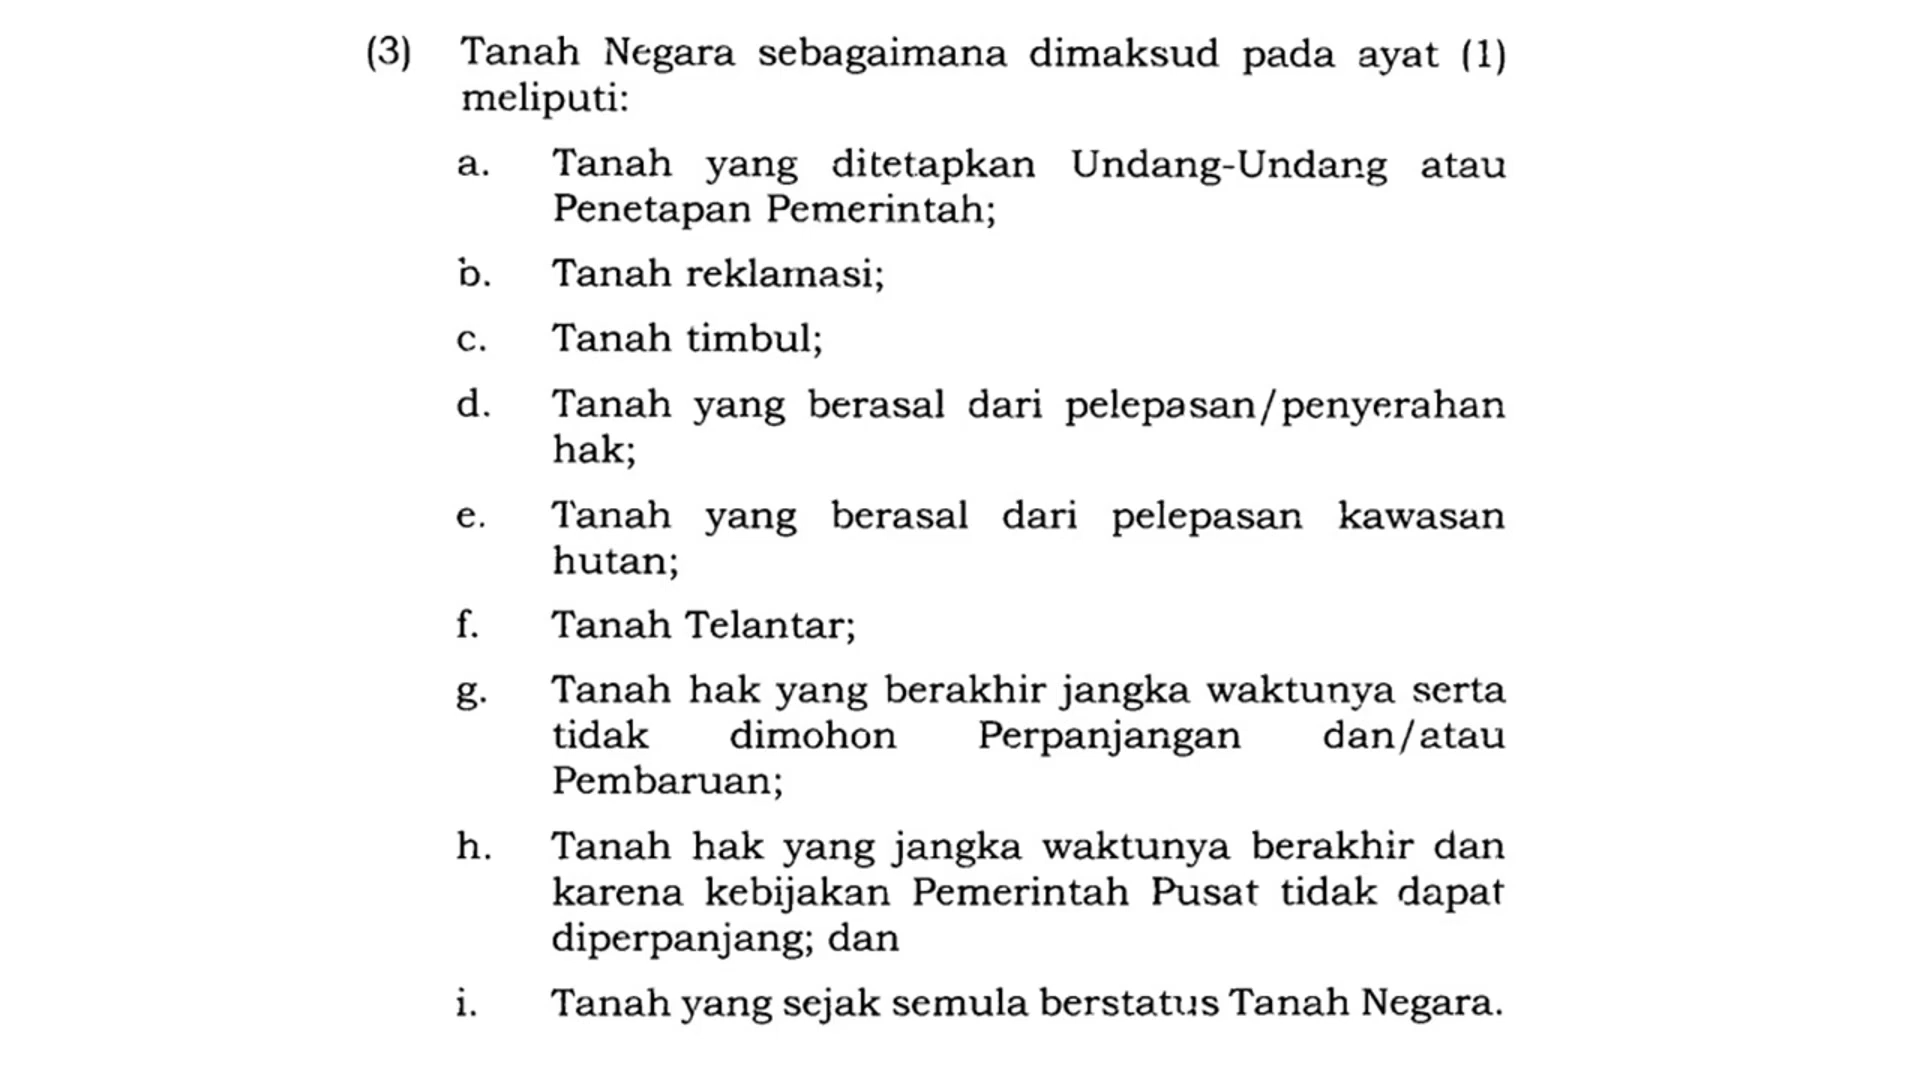 (3) Tanah Negara sebagaimana dimaksud pada ayat (1)
meliputi:
a. Tanah yang ditetapkan Undang-Undang atau
Penetapan Pemerintah;
b. Tanah reklamasi;
c. Tanah timbul;
d. Tanah yang berasal dari pelepasan/penyerahan
hak;
e. Tanah yang berasal dari pelepasan kawasan
hutan;
f. Tanah Telantar;
g. Tanah hak yang berakhir jangka waktunya serta
tidak dimohon Perpanjangan dan/atau
Pembaruan;
h. Tanah hak yang jangka waktunya berakhir dan
karena kebijakan Pemerintah Pusat tidak dapat
diperpanjang; dan
i. Tanah yang sejak semula berstatus Tanah Negara.